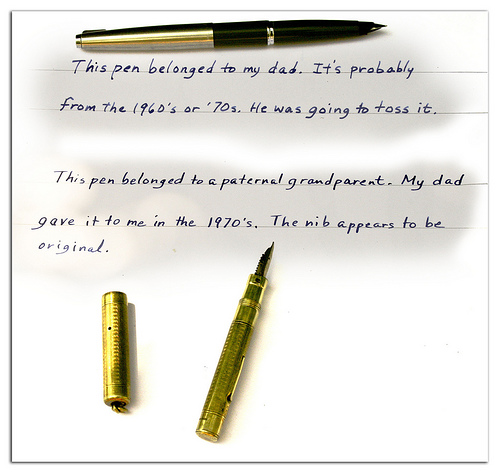 This pen belonged to my dad. It's probably
from the 1960's or '70s. He was going to toss it.
This pen belonged to a paternal grandparent. My dad
gave it to me in the 1970's. The nib appears to be
original.